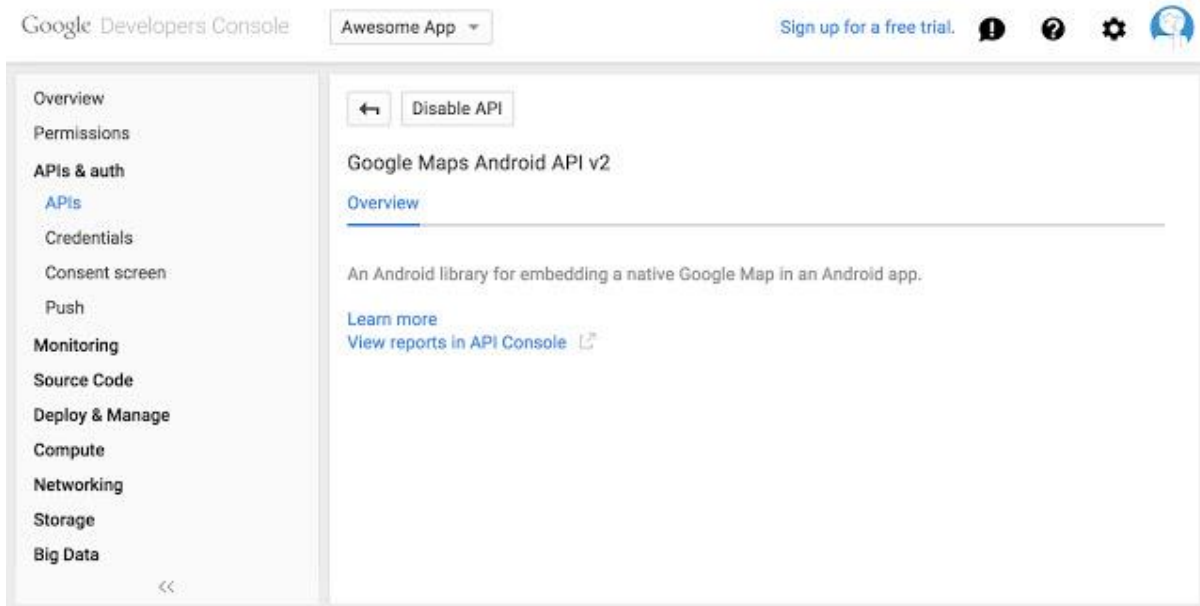 Google Developers Console
Awesome App
Sign up for a free trial.
Overview
Permissions
APIs & auth
APIs
Credentials
Consent screen
Push
Monitoring
Source Code
Deploy & Manage
Compute
Networking
Storage
Big Data
<<
Disable API
Google Maps Android API v2
Overview
An Android library for embedding a native Google Map in an Android app.
Learn more
View reports in API Console